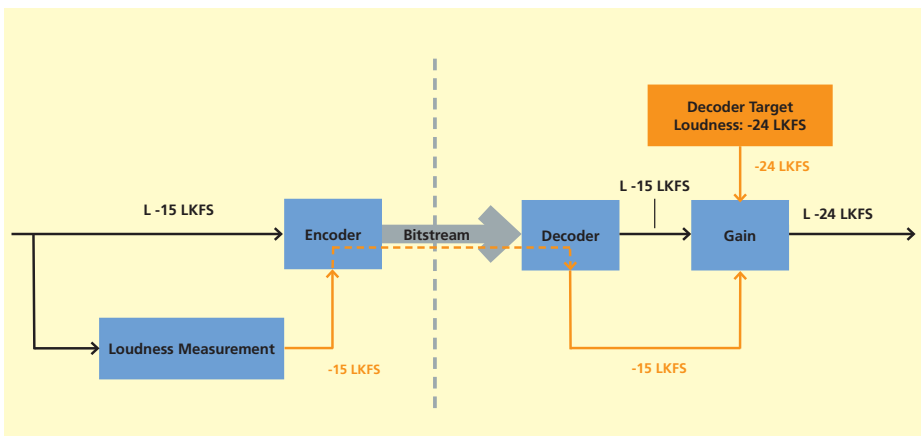 Decoder Target
Loudness: -24 LKFS
-24 LKFS
L -15 LKFS
L -15 LKFS
L -24 LKFS
Encoder
Bitstream
Decoder
Gain
Loudness Measurement
-15 LKFS
-15 LKFS